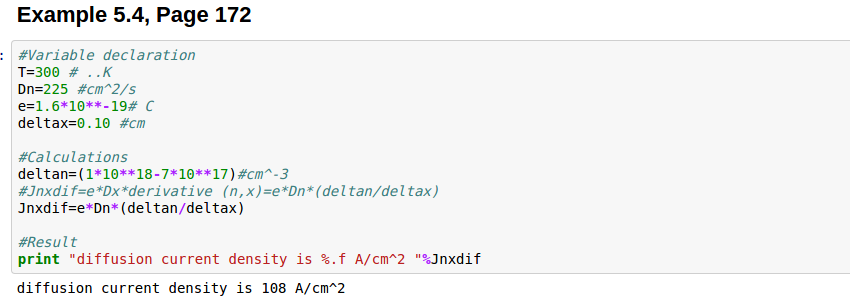 Example 5.4, Page 172
:
#Variable declaration
T=300 # ..K
Dn=225 #cm^2/s
e=1.6*10**-19# C
deltax=0.10 #cm
#Calculations
deltan=(1*10**18-7*10**17)#cm^-3
#Jnxdif=e*Dx*derivative (n,x)=e*Dn*(deltan/deltax)
Jnxdif=e*Dn*(deltan/deltax)
#Result
print "diffusion current density is %.f A/cm^2 "%Jnxdif
diffusion current density is 108 A/cm^2